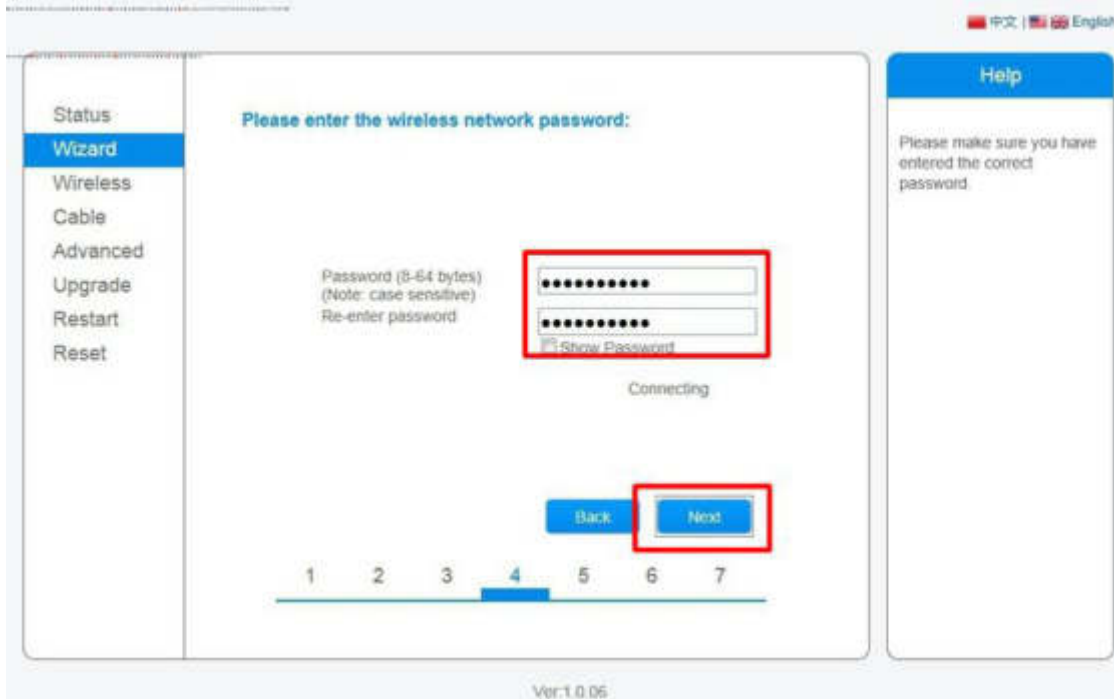 中文 | English
Help
Status
Wizard
Wireless
Cable
Advanced
Upgrade
Restart
Reset
Please enter the wireless network password:
Password (8-64 bytes)
(Note: case sensitive)
Re-enter password
Show Password
Connecting
Back
Next
1 2 3 4 5 6 7
Please make sure you have
entered the correct
password
Ver:1.0.06